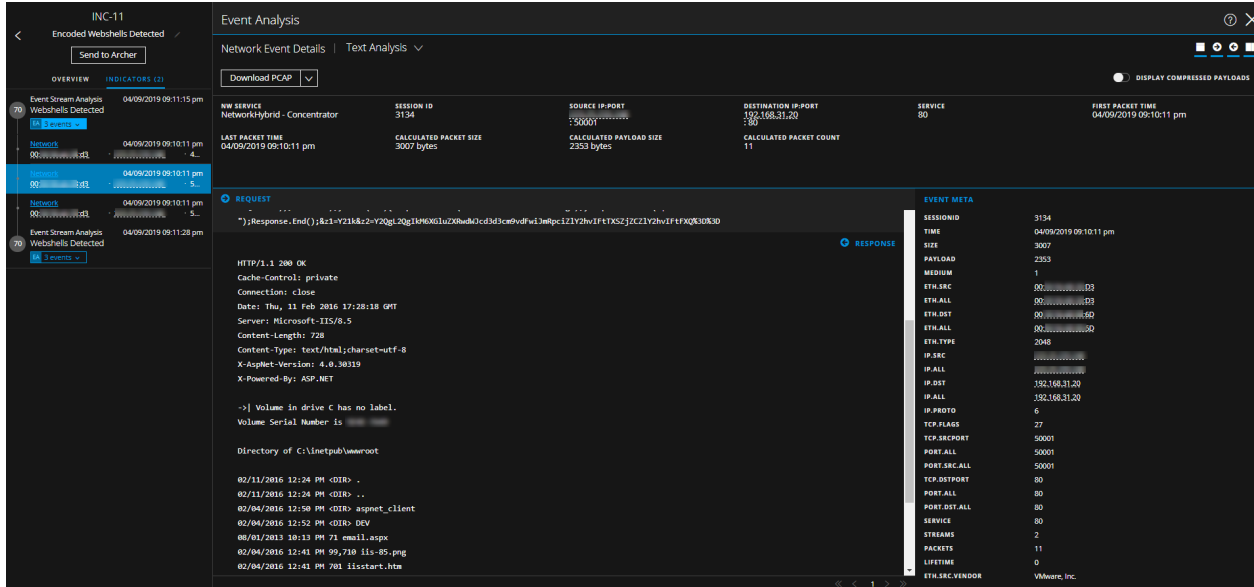 INC-11
Encoded Webshells Detected
Send to Archer
OVERVIEW INDICATORS (2)
70 Event Stream Analysis 04/09/2019 09:11:15 pm
Webshells Detected
EA 3 events
Network 04/09/2019 09:10:11 pm
00: :d3 · · 4...
Network 04/09/2019 09:10:11 pm
00: :d3 · · 5...
Network 04/09/2019 09:10:11 pm
00: :d3 · · 5...
70 Event Stream Analysis 04/09/2019 09:11:28 pm
Webshells Detected
EA 3 events
Event Analysis
Network Event Details | Text Analysis
Download PCAP
DISPLAY COMPRESSED PAYLOADS
NW SERVICE SESSION ID SOURCE IP:PORT DESTINATION IP:PORT SERVICE FIRST PACKET TIME
NetworkHybrid - Concentrator 3134 : 50001 192.168.31.20 : 80 80 04/09/2019 09:10:11 pm
LAST PACKET TIME CALCULATED PACKET SIZE CALCULATED PAYLOAD SIZE CALCULATED PACKET COUNT
04/09/2019 09:10:11 pm 3007 bytes 2353 bytes 11
REQUEST
");Response.End();&z1=Y21k&z2=
RESPONSE
HTTP/1.1 200 OK
Cache-Control: private
Connection: close
Date: Thu, 11 Feb 2016 17:28:18 GMT
Server: Microsoft-IIS/8.5
Content-Length: 728
Content-Type: text/html;charset=utf-8
X-AspNet-Version: 4.0.30319
X-Powered-By: ASP.NET
->| Volume in drive C has no label.
Volume Serial Number is
Directory of C:\inetpub\wwwroot
02/11/2016 12:24 PM <DIR> .
02/11/2016 12:24 PM <DIR> ..
02/04/2016 12:50 PM <DIR> aspnet_client
02/04/2016 12:52 PM <DIR> DEV
08/01/2013 10:13 PM 71 email.aspx
02/04/2016 12:41 PM 99,710 iis-85.png
02/04/2016 12:41 PM 701 iisstart.htm
1
EVENT META
SESSIONID 3134
TIME 04/09/2019 09:10:11 pm
SIZE 3007
PAYLOAD 2353
MEDIUM 1
ETH.SRC 00: :D3
ETH.ALL 00: :D3
ETH.DST 00: :6D
ETH.ALL 00:
ETH.TYPE 2048
IP.SRC
IP.ALL
IP.DST 192.168.31.20
IP.ALL 192.168.31.20
IP.PROTO 6
TCP.FLAGS 27
TCP.SRCPORT 50001
PORT.ALL 50001
PORT.SRC.ALL 50001
TCP.DSTPORT 80
PORT.ALL 80
PORT.DST.ALL 80
SERVICE 80
STREAMS 2
PACKETS 11
LIFETIME 0
ETH.SRC.VENDOR VMware, Inc.